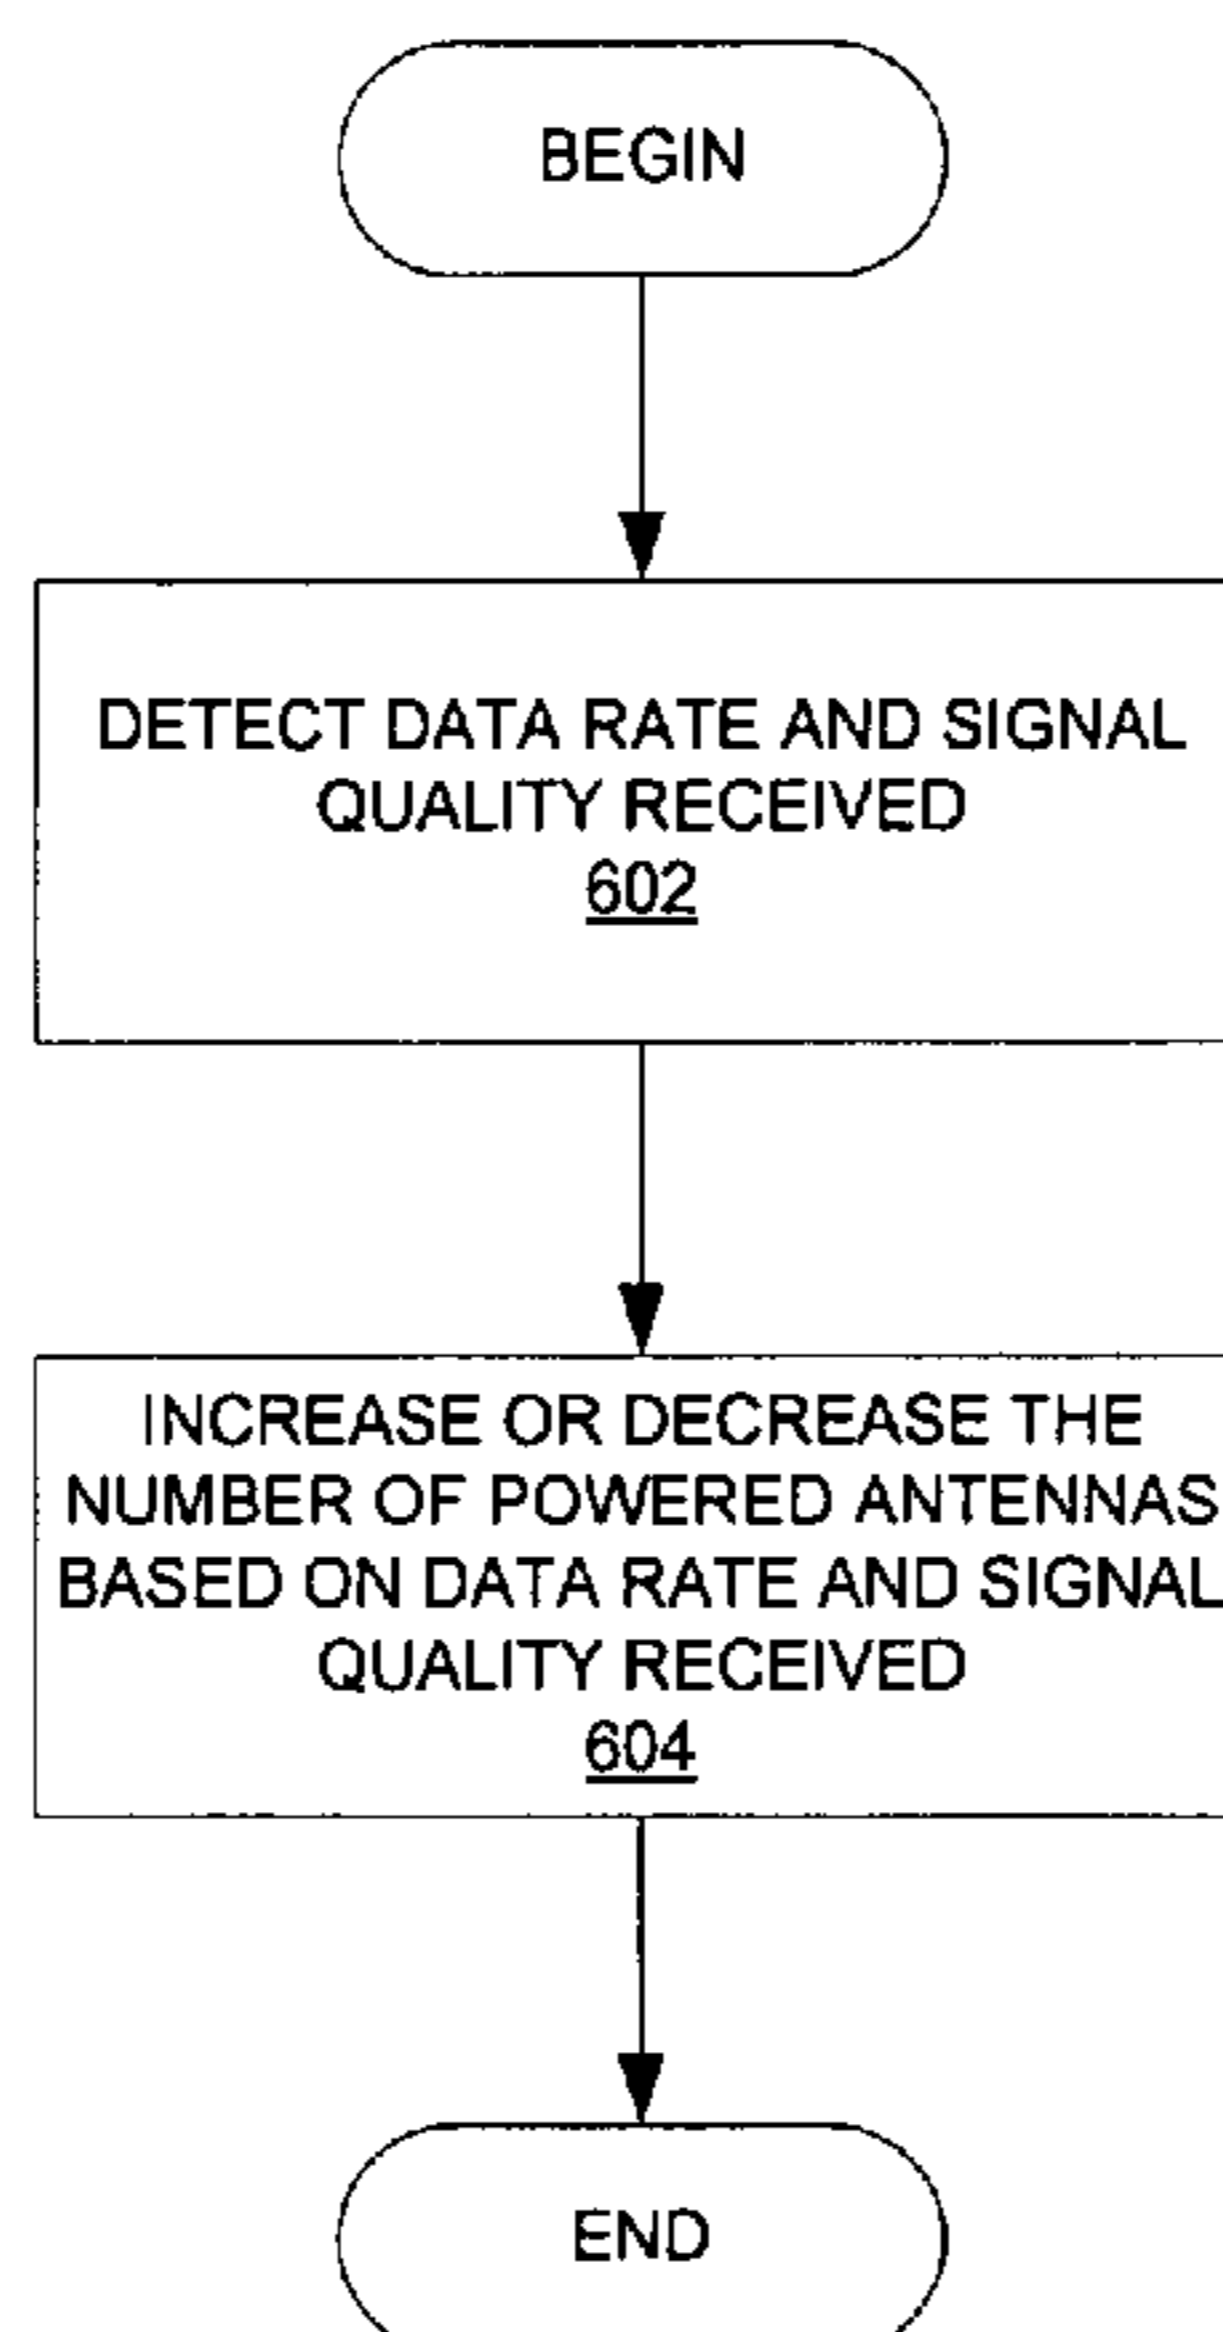 BEGIN
DETECT DATA RATE AND SIGNAL
QUALITY RECEIVED
602
INCREASE OR DECREASE THE
NUMBER OF POWERED ANTENNAS
BASED ON DATA RATE AND SIGNAL
QUALITY RECEIVED
604
END